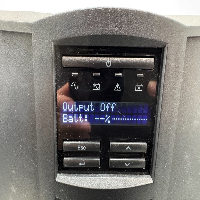 Output Off
Batt: --%
ESC